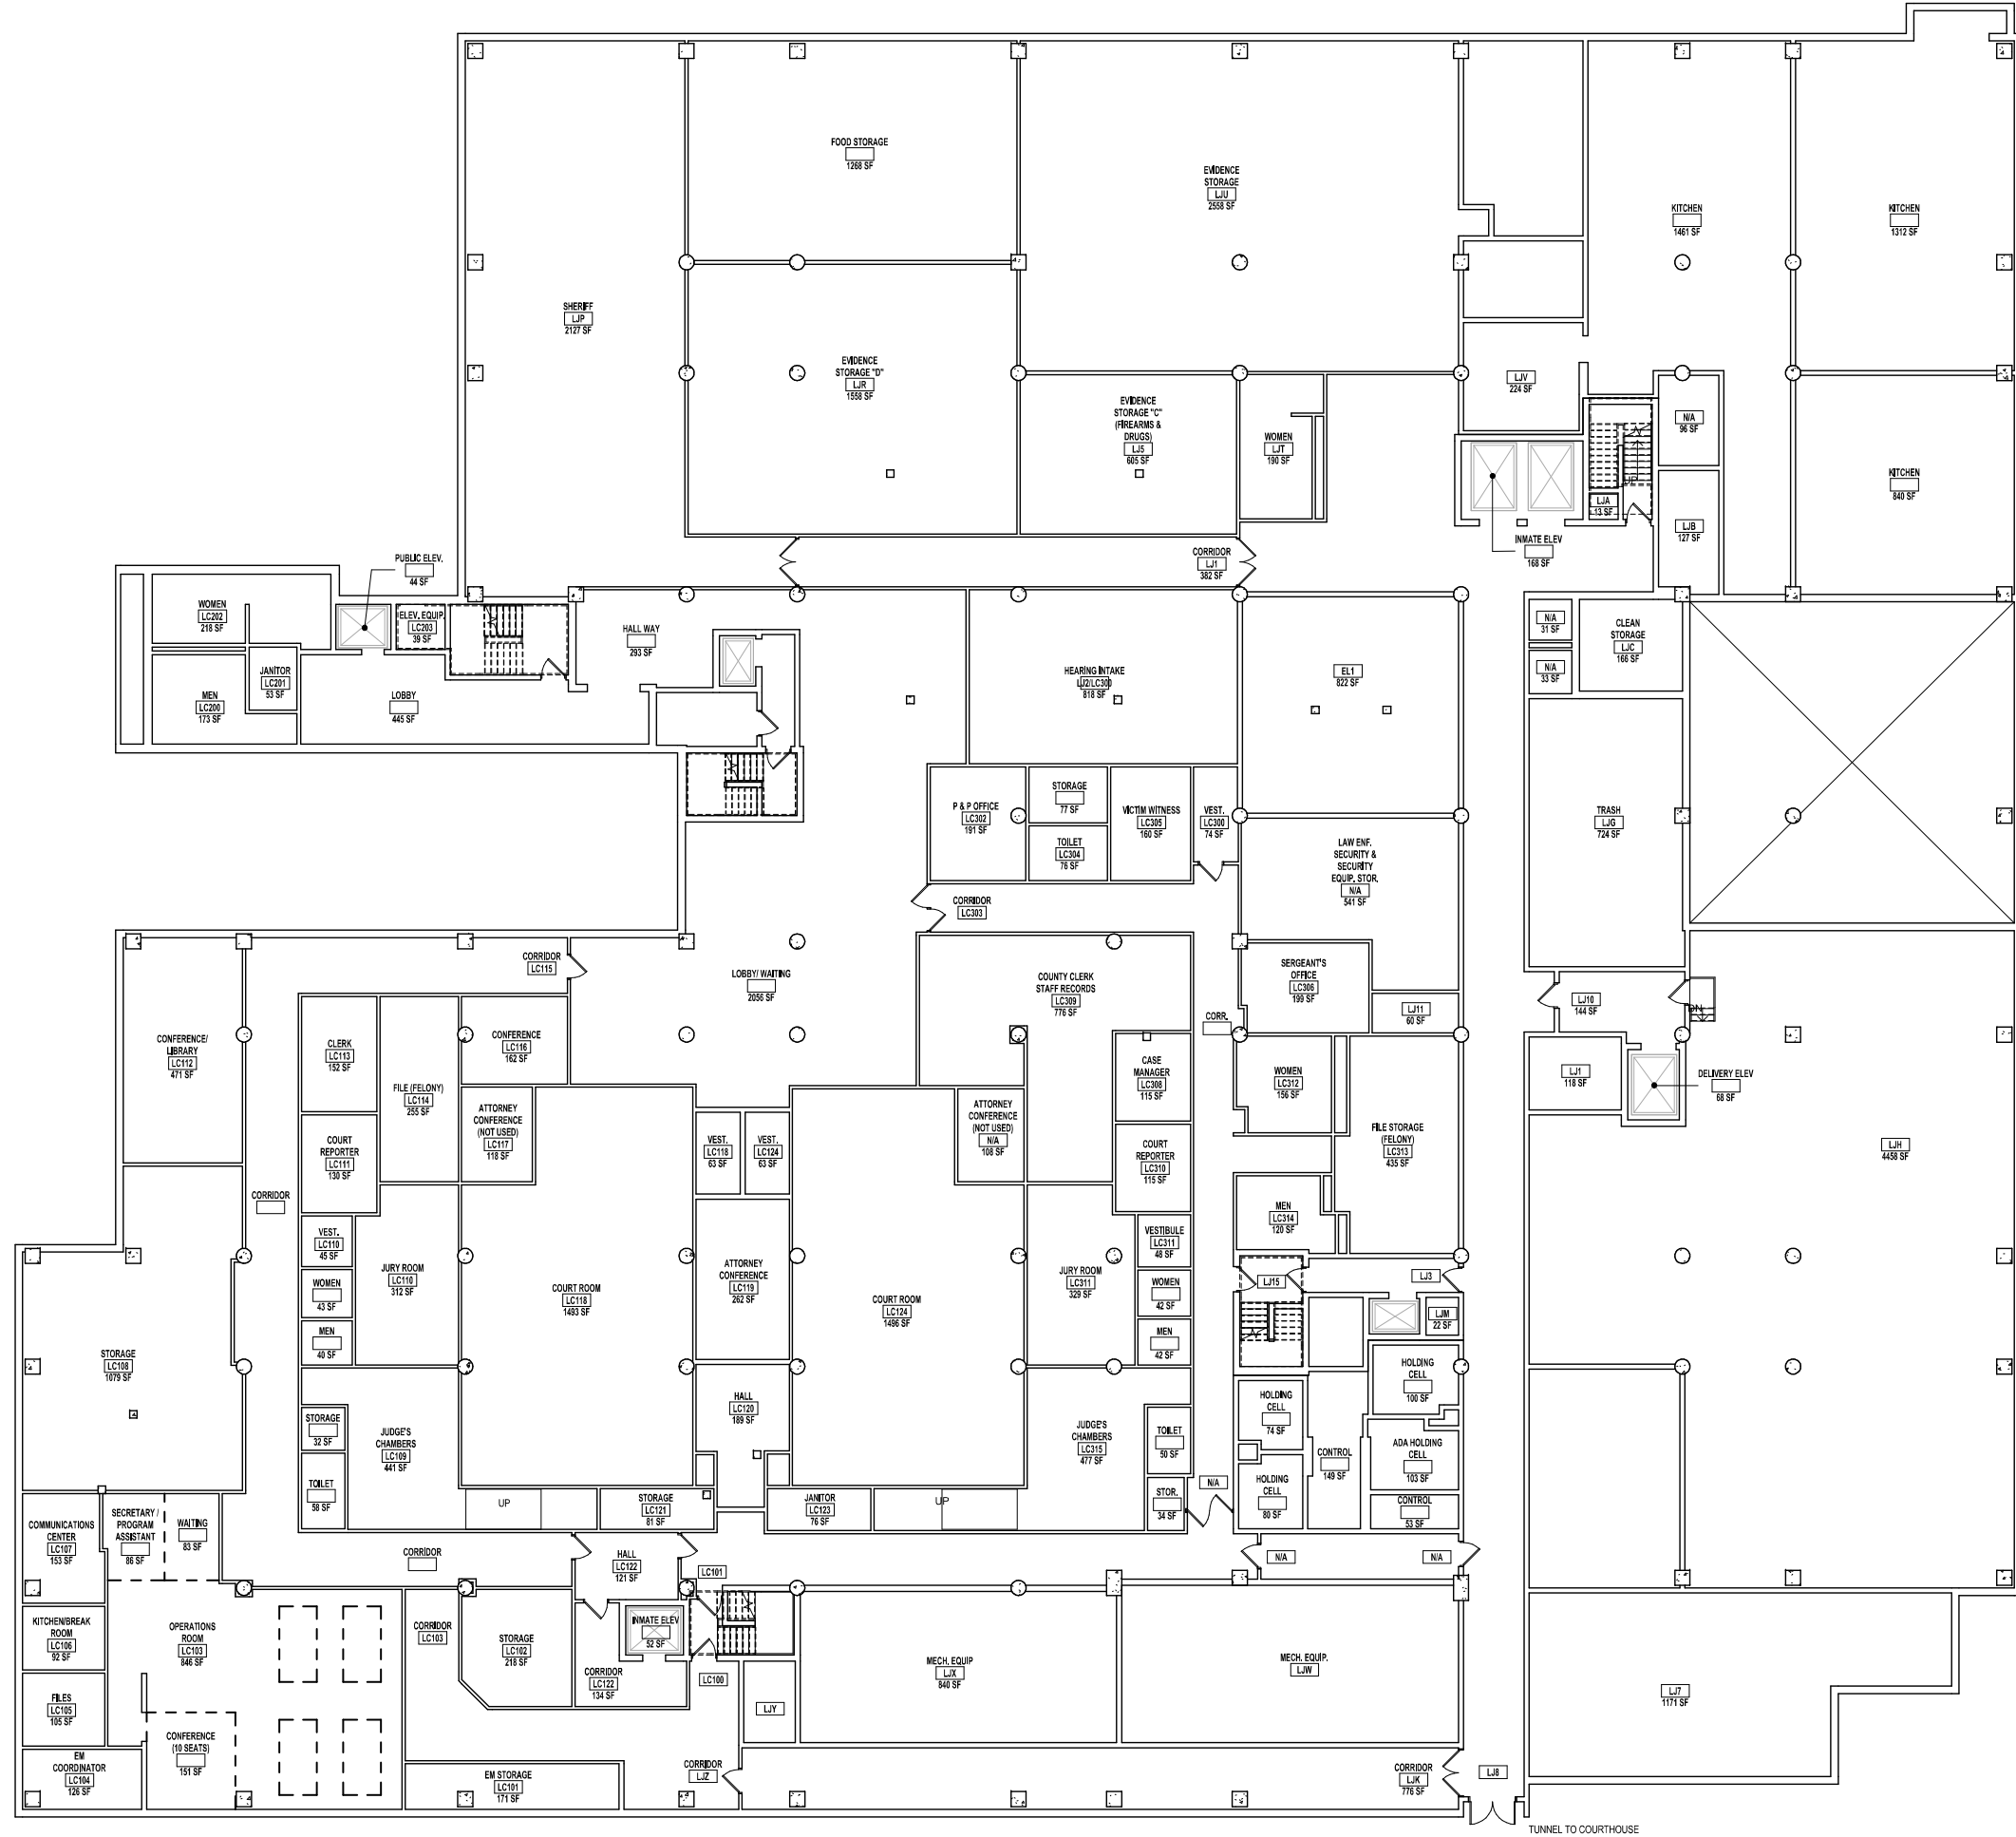 FOOD STORAGE
1268 SF
EVIDENCE
STORAGE
LJU
2558 SF
KITCHEN
1461 SF
KITCHEN
1312 SF
SHERIFF
LJP
2127 SF
EVIDENCE
STORAGE "D"
LJR
1558 SF
EVIDENCE
STORAGE "C"
(FIREARMS &
DRUGS)
LJ5
605 SF
WOMEN
LJT
190 SF
LJV
224 SF
N/A
96 SF
KITCHEN
840 SF
UP
LJA
13 SF
LJB
127 SF
INMATE ELEV
168 SF
CORRIDOR
LJ1
382 SF
PUBLIC ELEV.
44 SF
WOMEN
LC202
218 SF
ELEV. EQUIP.
LC203
39 SF
HALL WAY
293 SF
JANITOR
LC201
53 SF
MEN
LC200
173 SF
LOBBY
445 SF
HEARING INTAKE
LJ2/LC300
818 SF
EL1
822 SF
N/A
31 SF
N/A
33 SF
CLEAN
STORAGE
LJC
166 SF
P & P OFFICE
LC302
191 SF
STORAGE
77 SF
TOILET
LC304
76 SF
VICTIM WITNESS
LC305
160 SF
VEST.
LC300
74 SF
LAW ENF.
SECURITY &
SECURITY
EQUIP. STOR.
N/A
541 SF
TRASH
LJG
724 SF
CORRIDOR
LC303
CORRIDOR
LC115
LOBBY/ WAITING
2056 SF
COUNTY CLERK
STAFF RECORDS
LC309
776 SF
SERGEANT'S
OFFICE
LC306
199 SF
LJ11
60 SF
CORR.
LJ10
144 SF
DN
CONFERENCE/
LIBRARY
LC112
471 SF
CLERK
LC113
152 SF
FILE (FELONY)
LC114
255 SF
CONFERENCE
LC116
162 SF
CASE
MANAGER
LC308
115 SF
WOMEN
LC312
156 SF
LJ1
118 SF
DELIVERY ELEV
68 SF
ATTORNEY
CONFERENCE
(NOT USED)
LC117
118 SF
ATTORNEY
CONFERENCE
(NOT USED)
N/A
108 SF
COURT
REPORTER
LC111
130 SF
VEST.
LC118
63 SF
VEST.
LC124
63 SF
COURT
REPORTER
LC310
115 SF
FILE STORAGE
(FELONY)
LC313
435 SF
LJH
4458 SF
CORRIDOR
VEST.
LC110
45 SF
MEN
LC314
120 SF
VESTIBULE
LC311
48 SF
JURY ROOM
LC110
312 SF
WOMEN
43 SF
COURT ROOM
LC118
1493 SF
ATTORNEY
CONFERENCE
LC119
262 SF
COURT ROOM
LC124
1496 SF
JURY ROOM
LC311
329 SF
WOMEN
42 SF
LJ15
LJ3
LJM
22 SF
MEN
40 SF
MEN
42 SF
STORAGE
LC108
1079 SF
HOLDING
CELL
100 SF
HALL
LC120
189 SF
HOLDING
CELL
74 SF
STORAGE
32 SF
JUDGE'S
CHAMBERS
LC109
441 SF
JUDGE'S
CHAMBERS
LC315
477 SF
TOILET
50 SF
CONTROL
149 SF
ADA HOLDING
CELL
103 SF
TOILET
58 SF
N/A
HOLDING
CELL
80 SF
STOR.
34 SF
CONTROL
53 SF
UP
STORAGE
LC121
81 SF
JANITOR
LC123
76 SF
UP
COMMUNICATIONS
CENTER
LC107
153 SF
SECRETARY /
PROGRAM
ASSISTANT
86 SF
WAITING
83 SF
CORRIDOR
HALL
LC122
121 SF
LC101
N/A
N/A
KITCHEN/BREAK
ROOM
LC106
92 SF
OPERATIONS
ROOM
LC103
846 SF
CORRIDOR
LC103
STORAGE
LC102
218 SF
INMATE ELEV
52 SF
CORRIDOR
LC122
134 SF
LC100
LJY
MECH. EQUIP
LJX
840 SF
MECH. EQUIP.
LJW
FILES
LC105
105 SF
LJ7
1171 SF
CONFERENCE
(10 SEATS)
151 SF
EM
COORDINATOR
LC104
126 SF
EM STORAGE
LC101
171 SF
CORRIDOR
LJZ
CORRIDOR
LJK
776 SF
LJ8
TUNNEL TO COURTHOUSE